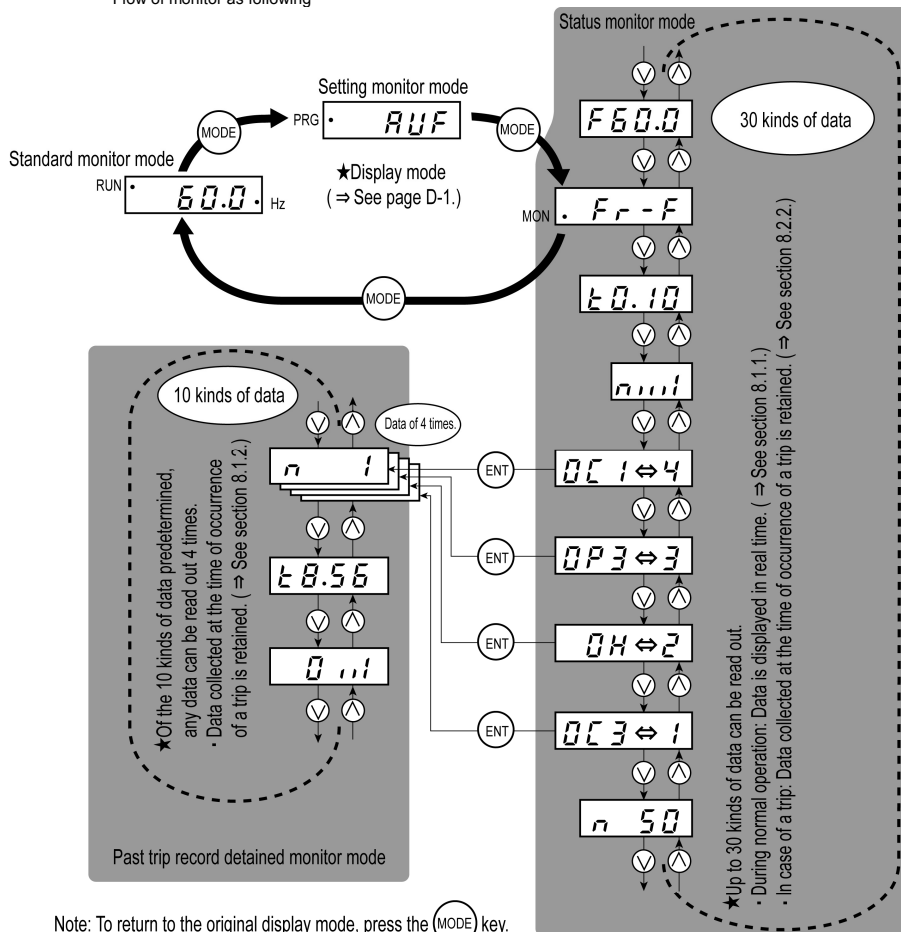 Flow of monitor as following
Status monitor mode
Setting monitor mode
PRG
AUF
MODE
MODE
Standard monitor mode
RUN
60.0
Hz
★Display mode
( ⇒ See page D-1.)
MODE
F60.0
30 kinds of data
MON
Fr-F
t0.10
10 kinds of data
Data of 4 times.
n 1
ENT
OC1⇔4
t8.56
ENT
OP3⇔3
ENT
OH⇔2
ENT
OC3⇔1
n 50
★Of the 10 kinds of data predetermined,
any data can be read out 4 times.
· Data collected at the time of occurrence
of a trip is retained. ( ⇒ See section 8.1.2.)
★Up to 30 kinds of data can be read out.
· During normal operation: Data is displayed in real time. ( ⇒ See section 8.1.1.)
· In case of a trip: Data collected at the time of occurrence of a trip is retained. ( ⇒ See section 8.2.2.)
Past trip record detained monitor mode
Note: To return to the original display mode, press the MODE key.